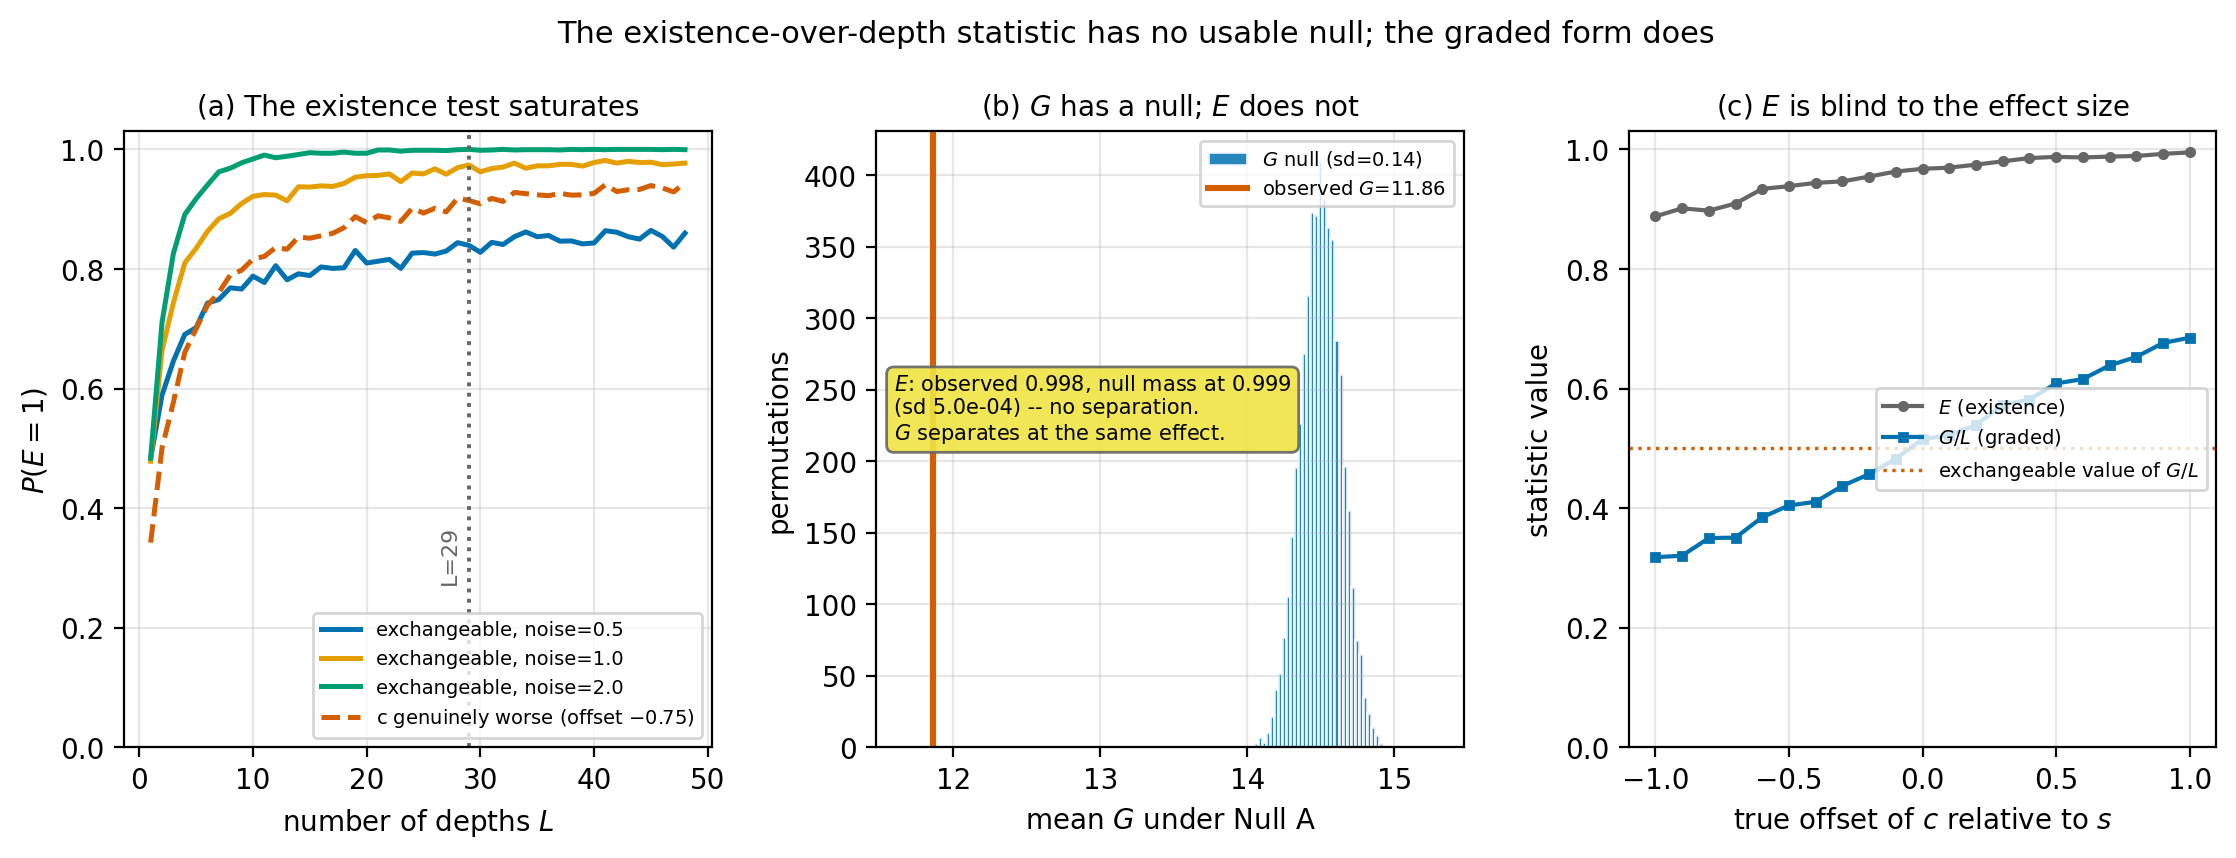 The existence-over-depth statistic has no usable null; the graded form does
(a) The existence test saturates
P(E = 1)
1.0
0.8
0.6
0.4
0.2
0.0
L=29
exchangeable, noise=0.5
exchangeable, noise=1.0
exchangeable, noise=2.0
c genuinely worse (offset −0.75)
0 10 20 30 40 50
number of depths L
(b) G has a null; E does not
permutations
400
350
300
250
200
150
100
50
0
G null (sd=0.14)
observed G=11.86
E: observed 0.998, null mass at 0.999
(sd 5.0e-04) -- no separation.
G separates at the same effect.
12 13 14 15
mean G under Null A
(c) E is blind to the effect size
statistic value
1.0
0.8
0.6
0.4
0.2
0.0
E (existence)
G/L (graded)
exchangeable value of G/L
−1.0 −0.5 0.0 0.5 1.0
true offset of c relative to s